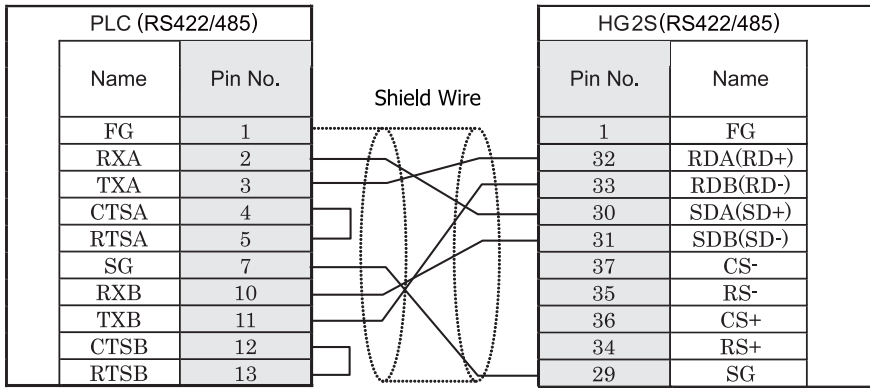 PLC (RS422/485) HG2S(RS422/485)
Name Pin No. Pin No. Name
Shield Wire
FG 1 1 FG
RXA 2 32 RDA(RD+)
TXA 3 33 RDB(RD-)
CTSA 4 30 SDA(SD+)
RTSA 5 31 SDB(SD-)
SG 7 37 CS-
RXB 10 35 RS-
TXB 11 36 CS+
CTSB 12 34 RS+
RTSB 13 29 SG